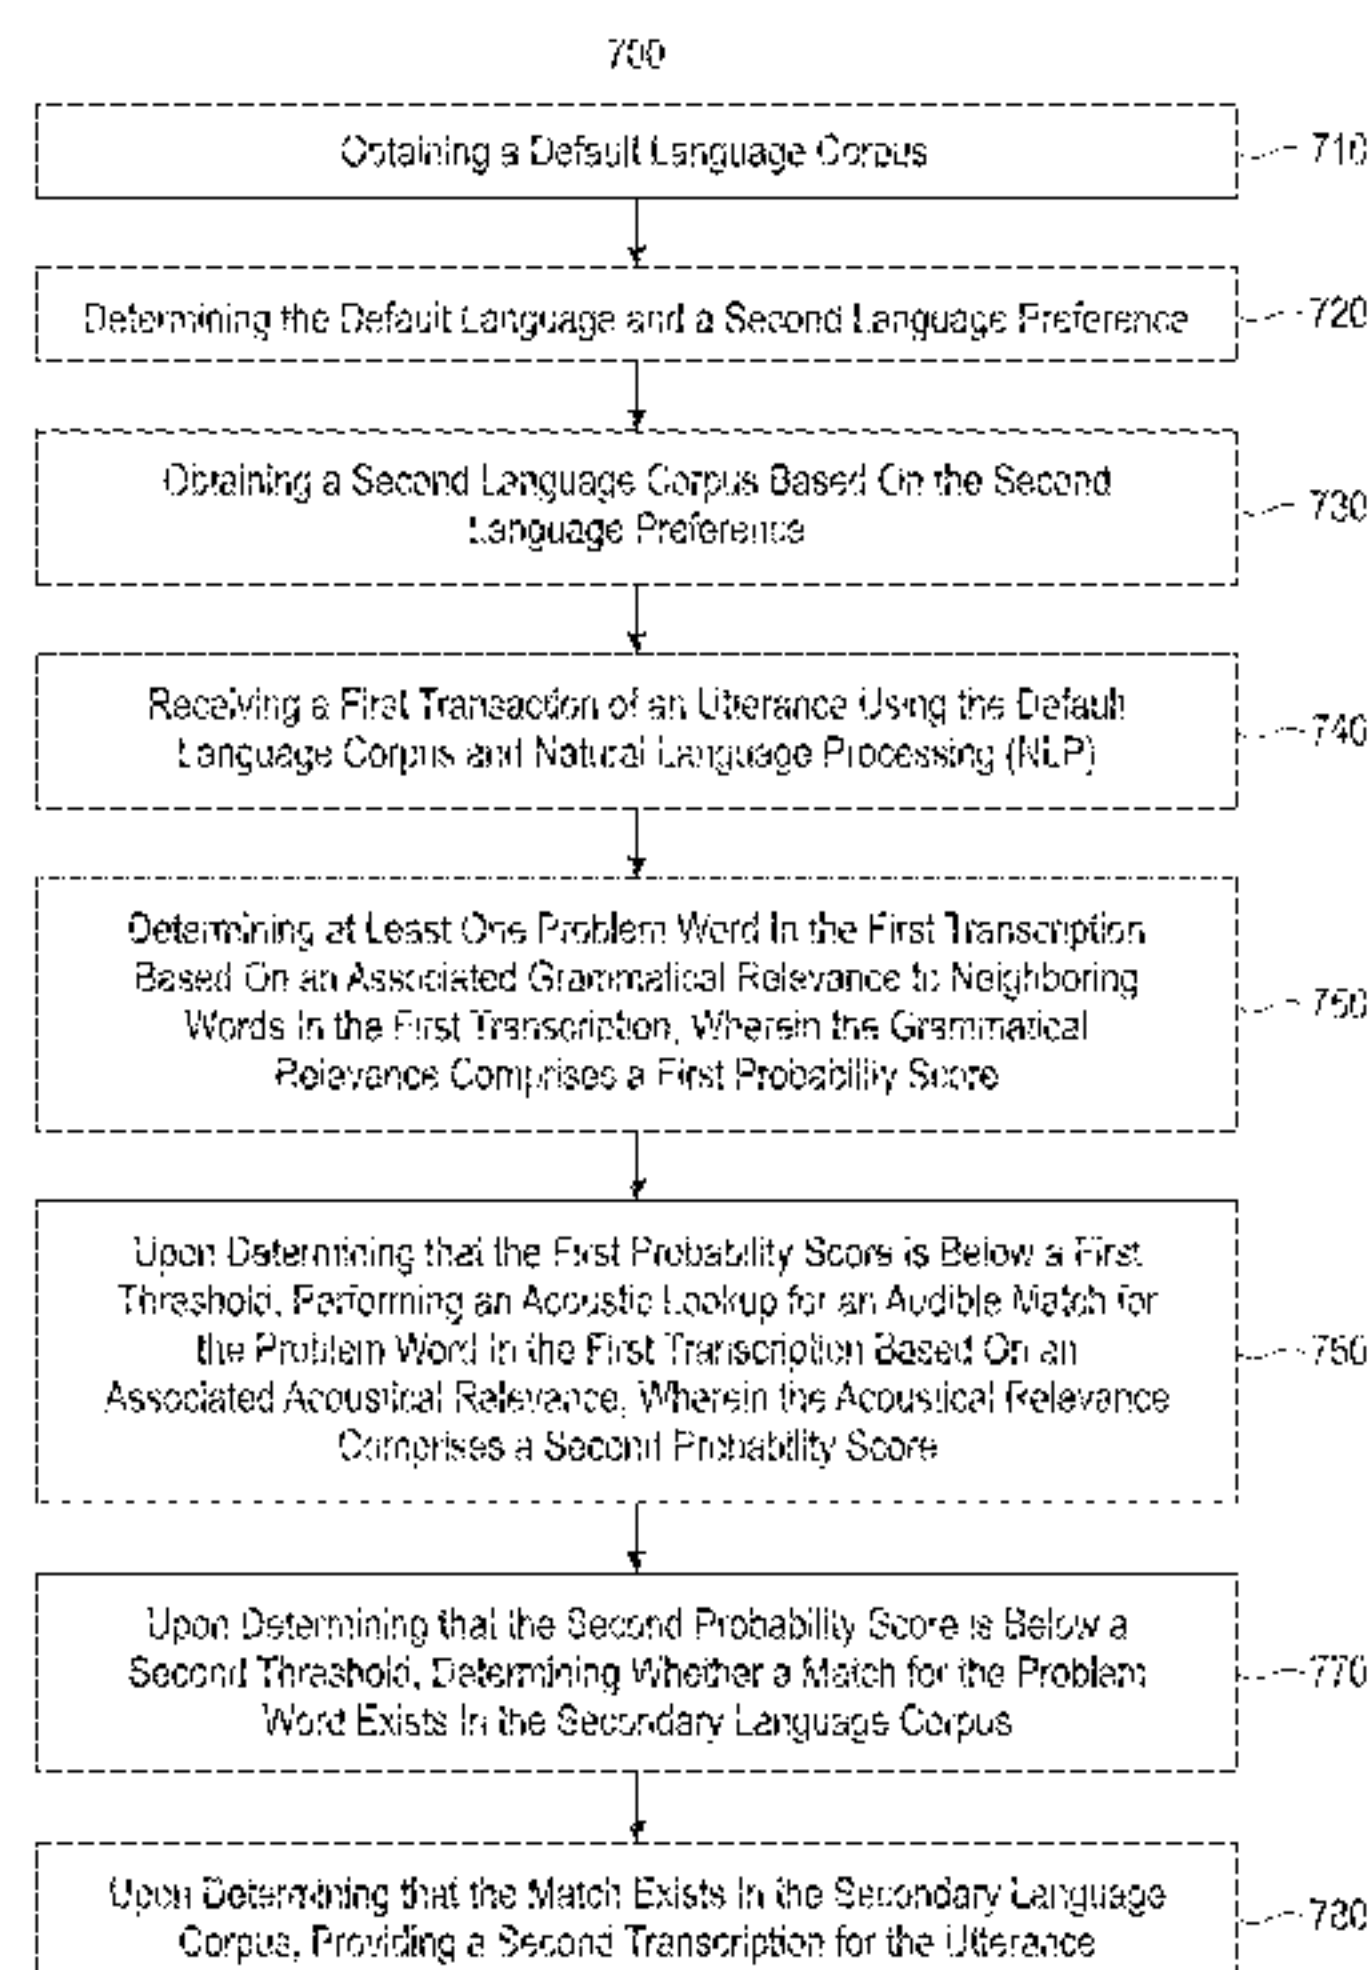 700
Obtaining a Default Language Corpus
710
Determining the Default Language and a Second Language Preference
720
Obtaining a Second Language Corpus Based On the Second
Language Preference
730
Receiving a First Transaction of an Utterance Using the Default
Language Corpus and Natural Language Processing (NLP)
740
Determining at Least One Problem Word In the First Transcription
Based On an Associated Grammatical Relevance to Neighboring
Words In the First Transcription, Wherein the Grammatical
Relevance Comprises a First Probability Score
750
Upon Determining that the First Probability Score is Below a First
Threshold, Performing an Acoustic Lookup for an Audible Match for
the Problem Word In the First Transcription Based On an
Associated Acoustical Relevance, Wherein the Acoustical Relevance
Comprises a Second Probability Score
760
Upon Determining that the Second Probability Score is Below a
Second Threshold, Determining Whether a Match for the Problem
Word Exists In the Secondary Language Corpus
770
Upon Determining that the Match Exists In the Secondary Language
Corpus, Providing a Second Transcription for the Utterance
780